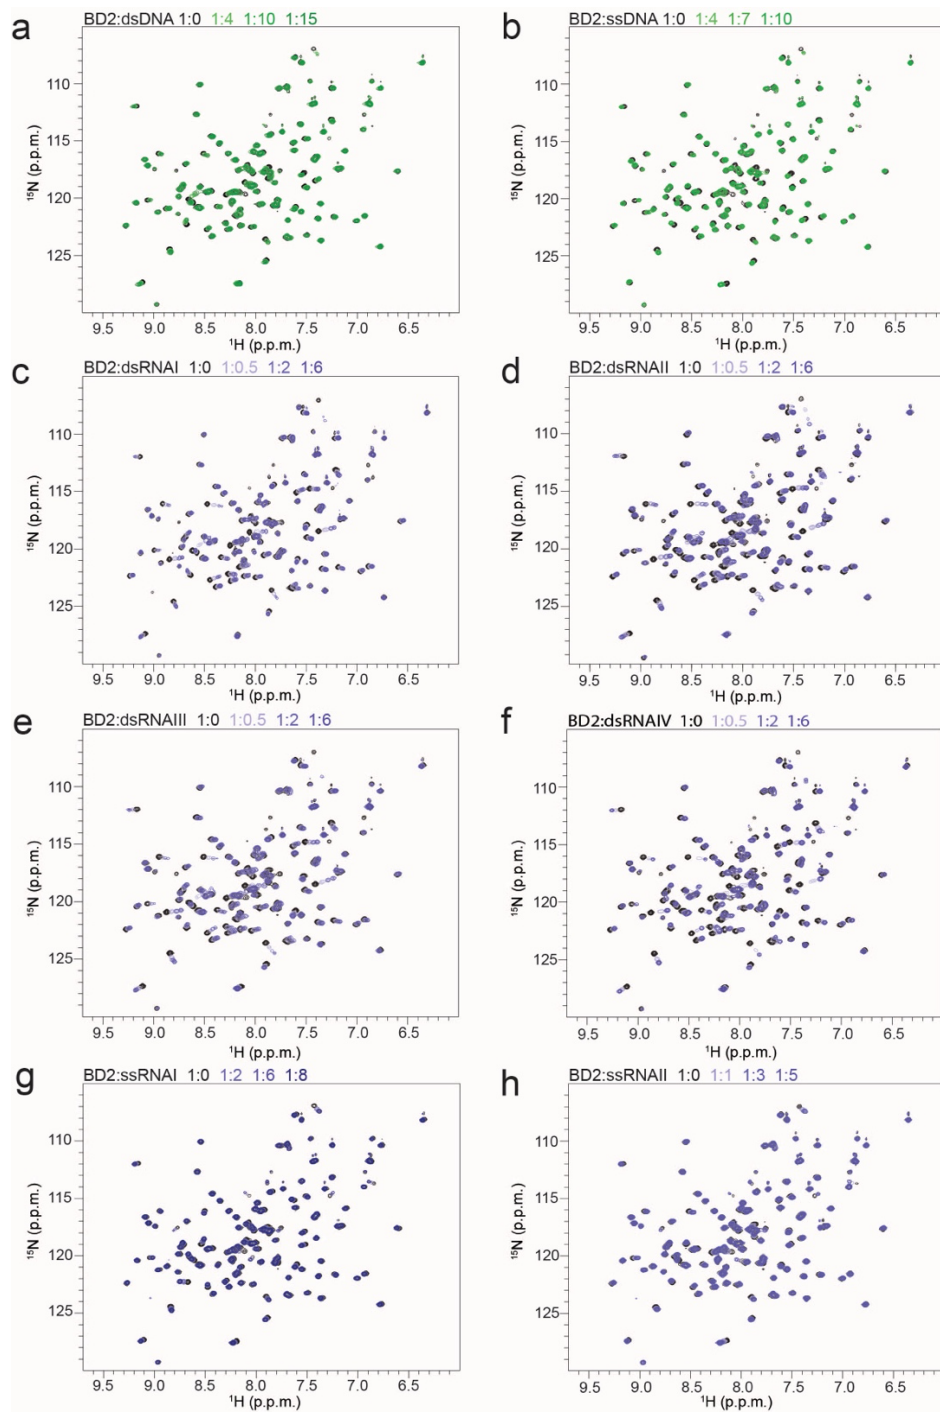 a
BD2:dsDNA 1:0 1:4 1:10 1:15
110
115
120
125
¹⁵N (p.p.m.)
9.5 9.0 8.5 8.0 7.5 7.0 6.5
¹H (p.p.m.)
b
BD2:ssDNA 1:0 1:4 1:7 1:10
110
115
120
125
¹⁵N (p.p.m.)
9.5 9.0 8.5 8.0 7.5 7.0 6.5
¹H (p.p.m.)
c
BD2:dsRNAI 1:0 1:0.5 1:2 1:6
110
115
120
125
¹⁵N (p.p.m.)
9.5 9.0 8.5 8.0 7.5 7.0 6.5
¹H (p.p.m.)
d
BD2:dsRNAII 1:0 1:0.5 1:2 1:6
110
115
120
125
¹⁵N (p.p.m.)
9.5 9.0 8.5 8.0 7.5 7.0 6.5
¹H (p.p.m.)
e
BD2:dsRNAIII 1:0 1:0.5 1:2 1:6
110
115
120
125
¹⁵N (p.p.m.)
9.5 9.0 8.5 8.0 7.5 7.0 6.5
¹H (p.p.m.)
f
BD2:dsRNAIV 1:0 1:0.5 1:2 1:6
110
115
120
125
¹⁵N (p.p.m.)
9.5 9.0 8.5 8.0 7.5 7.0 6.5
¹H (p.p.m.)
g
BD2:ssRNAI 1:0 1:2 1:6 1:8
110
115
120
125
¹⁵N (p.p.m.)
9.5 9.0 8.5 8.0 7.5 7.0 6.5
¹H (p.p.m.)
h
BD2:ssRNAII 1:0 1:1 1:3 1:5
110
115
120
125
¹⁵N (p.p.m.)
9.5 9.0 8.5 8.0 7.5 7.0 6.5
¹H (p.p.m.)